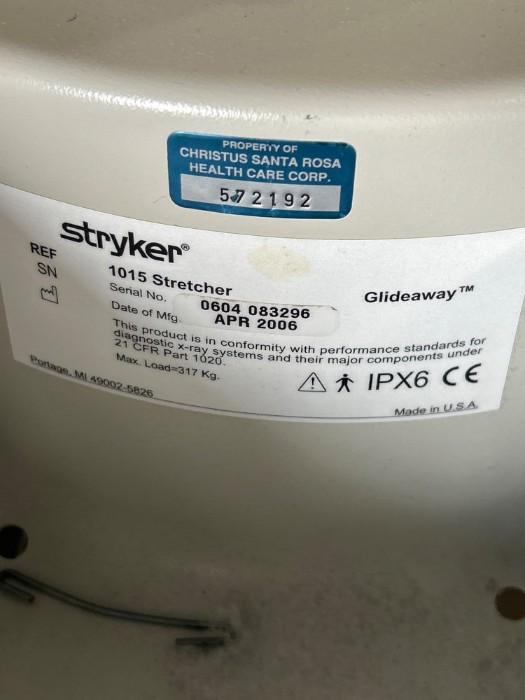 PROPERTY OF
CHRISTUS SANTA ROSA
HEALTH CARE CORP.
572192
stryker®
REF
1015 Stretcher
Glideaway™
SN
Serial No. 0604 083296
Date of Mfg. APR 2006
This product is in conformity with performance standards for
diagnostic x-ray systems and their major components under
21 CFR Part 1020.
Max. Load=317 Kg.
IPX6 CE
Portage, MI 49002-5826
Made in U.S.A.